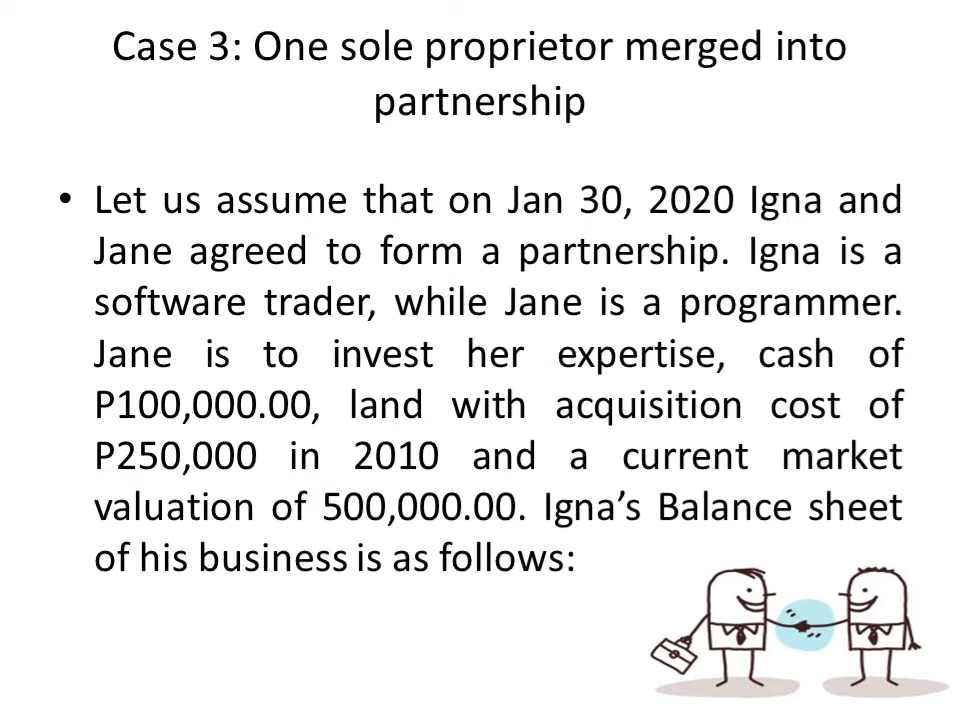 Case 3: One sole proprietor merged into
partnership
• Let us assume that on Jan 30, 2020 Igna and
Jane agreed to form a partnership. Igna is a
software trader, while Jane is a programmer.
Jane is to invest her expertise, cash of
P100,000.00, land with acquisition cost of
P250,000 in 2010 and a current market
valuation of 500,000.00. Igna’s Balance sheet
of his business is as follows: